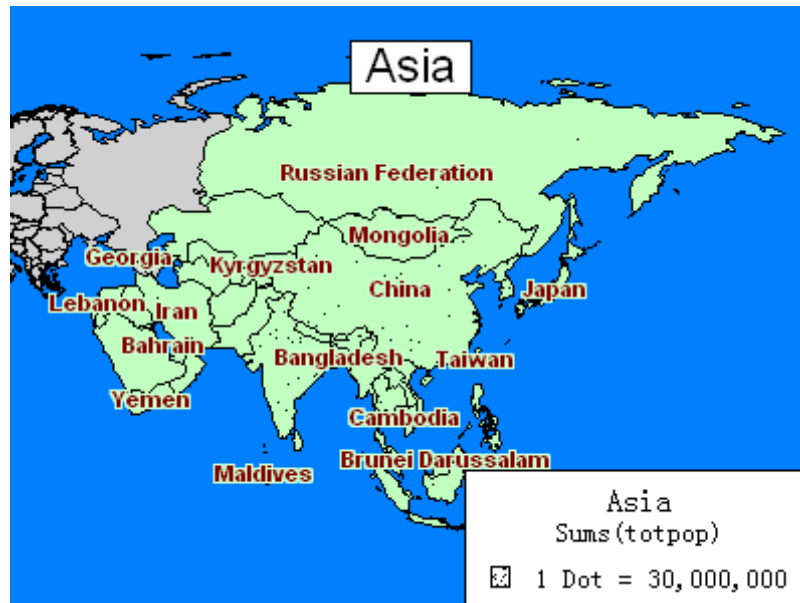 Asia
Russian Federation
Mongolia
Georgia
Kyrgyzstan
China
Japan
Lebanon
Iran
Bahrain
Bangladesh
Taiwan
Yemen
Cambodia
Brunei Darussalam
Maldives
Asia
Sums(totpop)
1 Dot = 30,000,000